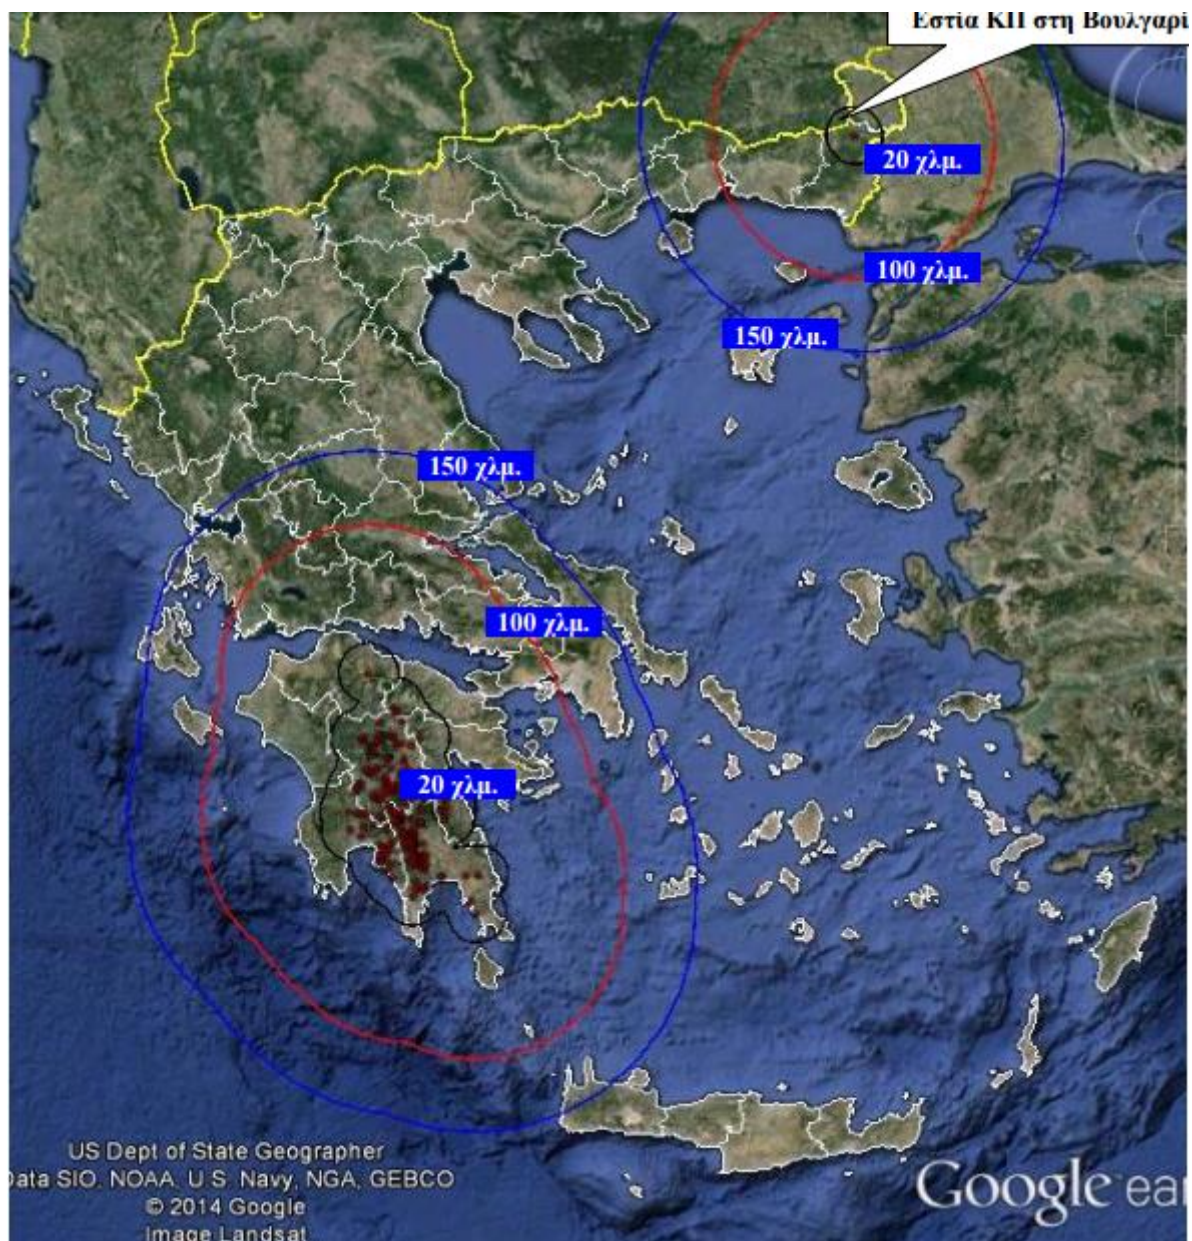 Εστία ΚΠ στη Βουλγαρί
20 χλμ.
100 χλμ.
150 χλμ.
150 χλμ.
100 χλμ.
20 χλμ.
US Dept of State Geographer
Data SIO, NOAA, U.S. Navy, NGA, GEBCO
© 2014 Google
Image Landsat
Google ear